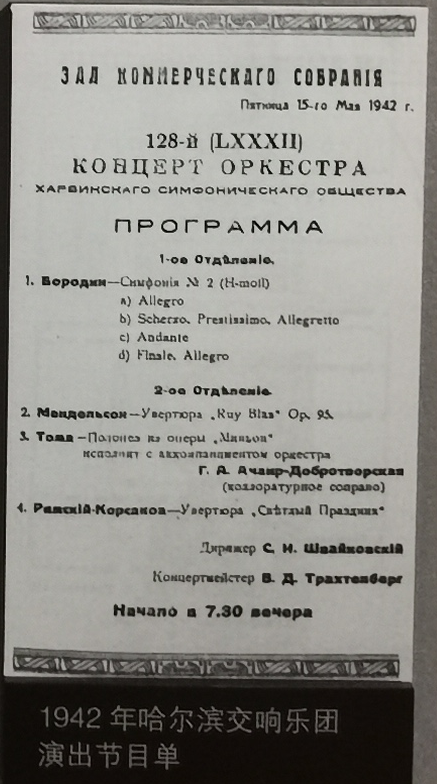 ЗАЛ КОММЕРЧЕСКАГО СОБРАНІЯ
Пятница 15-го Мая 1942 г.
128-й (LXXXII)
КОНЦЕРТ ОРКЕСТРА
ХАРБИНСКАГО СИМФОНИЧЕСКАГО ОБЩЕСТВА
ПРОГРАММА
1-ое Отдѣленіе.
1. Бородин—Симфонія № 2 (H-moll)
a) Allegro
b) Scherzo. Prestissimo, Allegretto
c) Andante
d) Finale. Allegro
2-ое Отдѣленіе.
2. Мендельсон—Увертюра „Ruy Blas“ Op. 95.
3. Тома—Полонез из оперы „Миньон“
исполнит с аккомпаниментом оркестра
Г. А. Ачаир-Добротворская
(коллоратурное сопрано)
4. Римскій-Корсаков—Увертюра „Свѣтлый Праздник“
Дирижер С. И. Швайковскій
Концертмейстер В. Д. Трахтенберг
Начало в 7.30 вечера
1942 年哈尔滨交响乐团
演出节目单